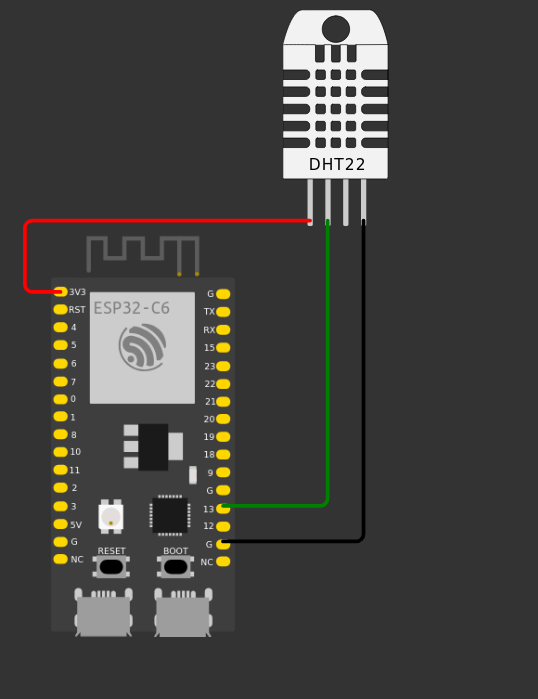 DHT22
ESP32-C6
3V3
RST
4
5
6
7
0
1
8
10
11
2
3
5V
G
NC
G
TX
RX
15
23
22
21
20
19
18
9
G
13
12
G
NC
RESET
BOOT